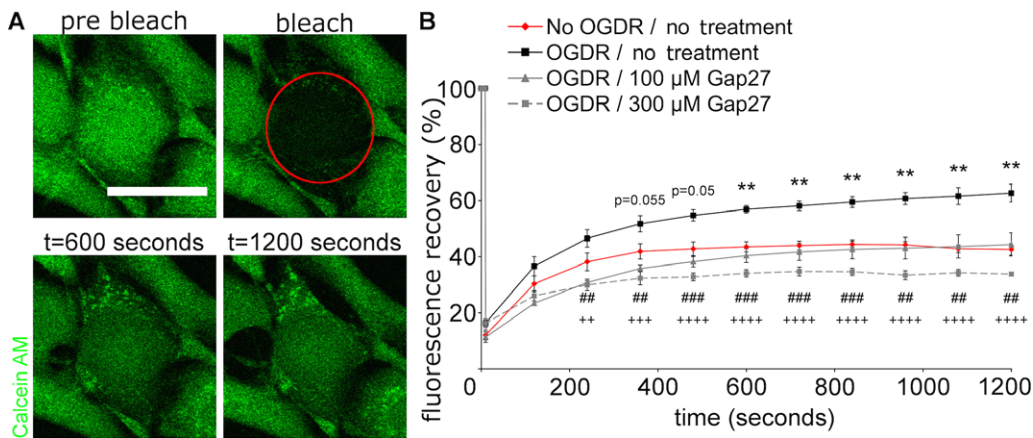 A
pre bleach
bleach
t=600 seconds
t=1200 seconds
Calcein AM
B
No OGDR / no treatment
OGDR / no treatment
OGDR / 100 µM Gap27
OGDR / 300 µM Gap27
fluorescence recovery (%)
100
80
60
40
20
0
200
400
600
800
1000
1200
time (seconds)
p=0.055
p=0.05
** ** ** ** ** **
## ## ### ### ### ### ## ## ##
++ +++ ++++ ++++ ++++ ++++ ++++ ++++ ++++